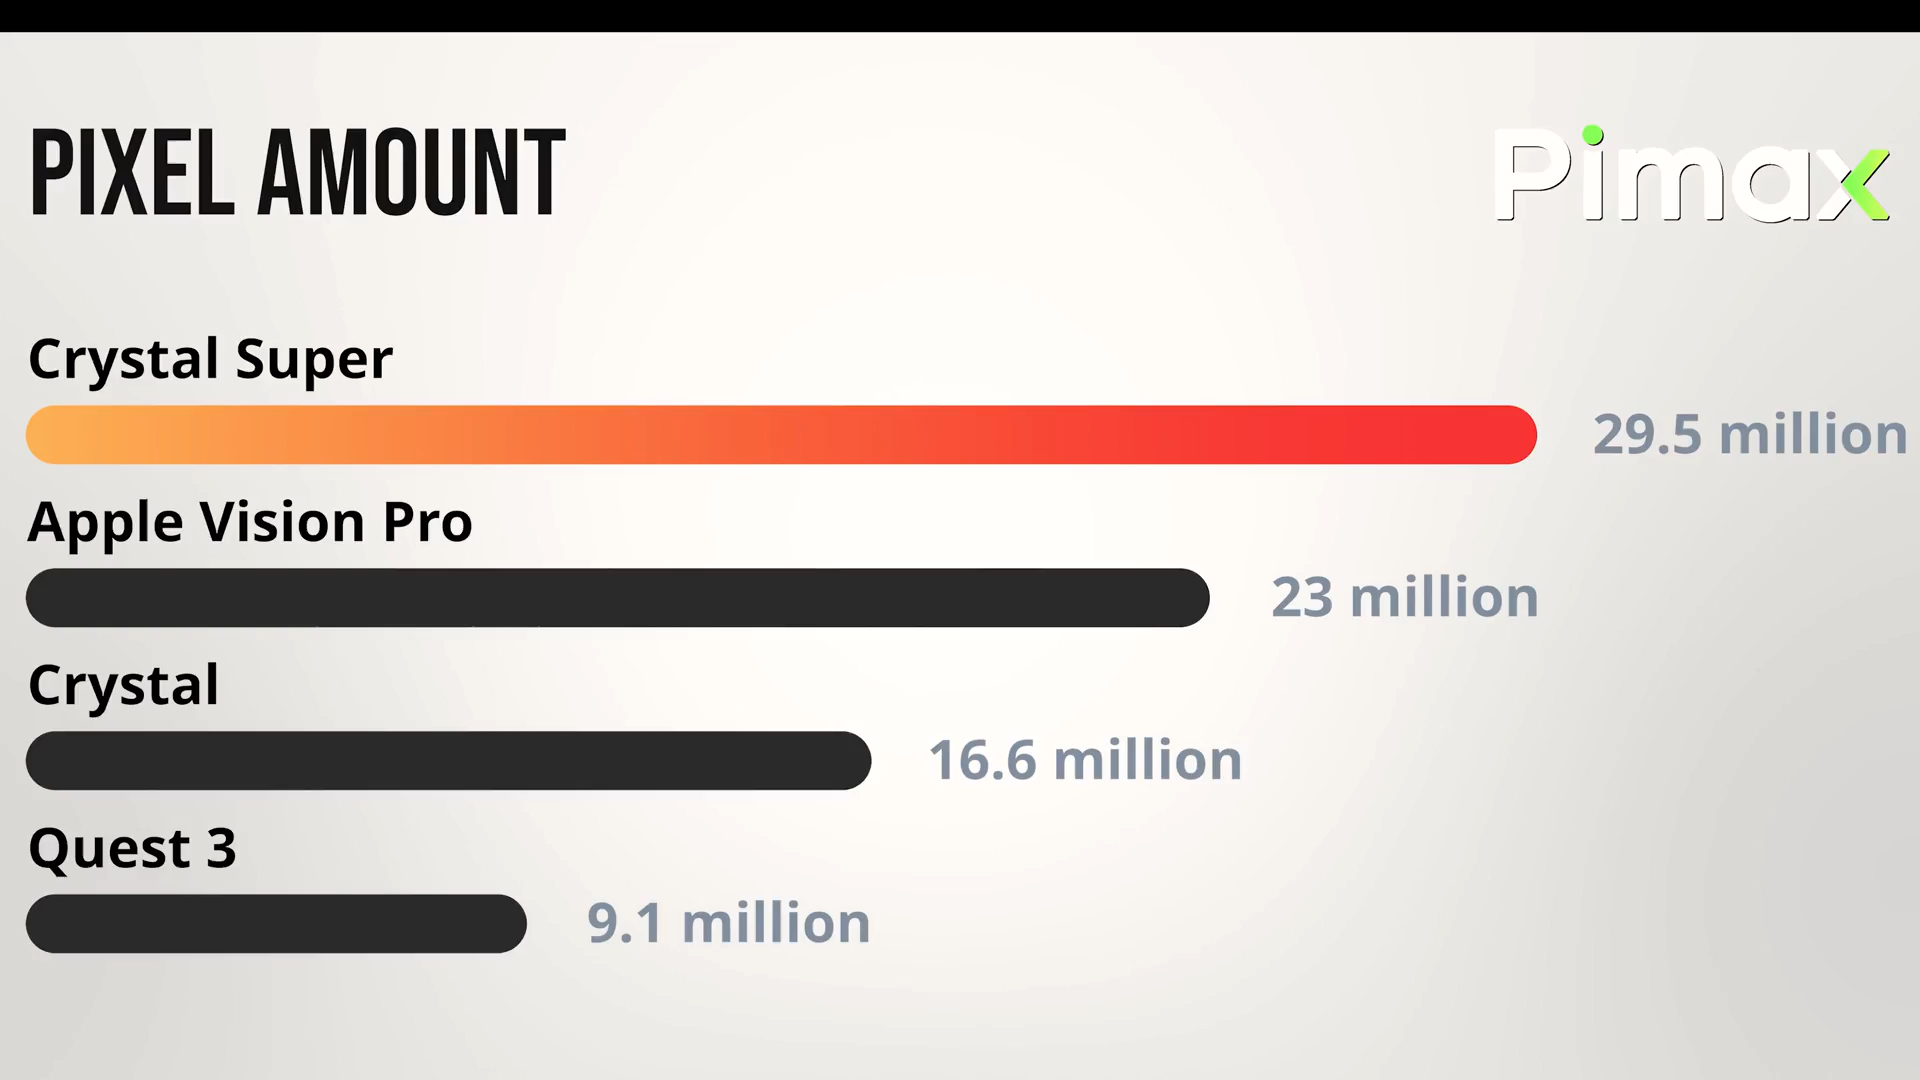 PIXEL AMOUNT
Pimax
Crystal Super
29.5 million
Apple Vision Pro
23 million
Crystal
16.6 million
Quest 3
9.1 million